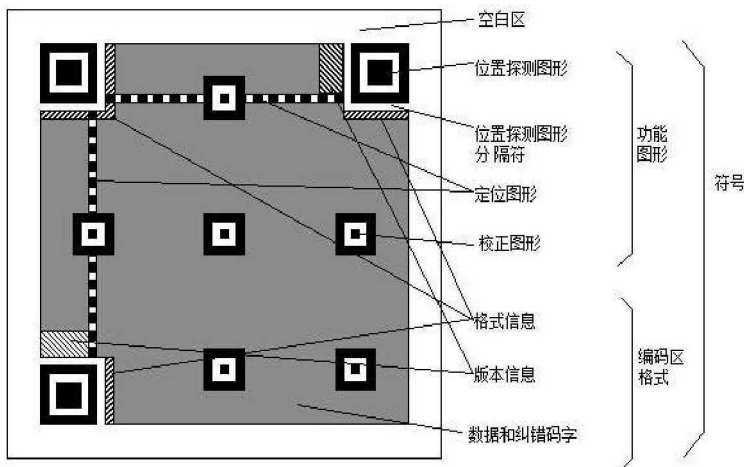 空白区
位置探测图形
位置探测图形
分隔符
定位图形
校正图形
格式信息
版本信息
数据和纠错码字
功能
图形
编码区
格式
符号